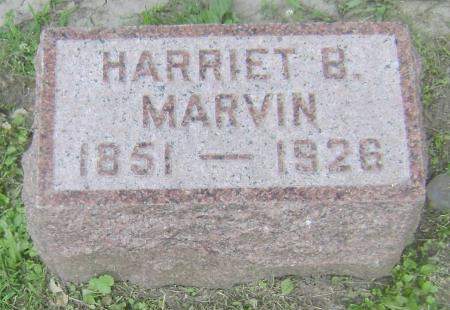 HARRIET B.
MARVIN
1851 — 1926